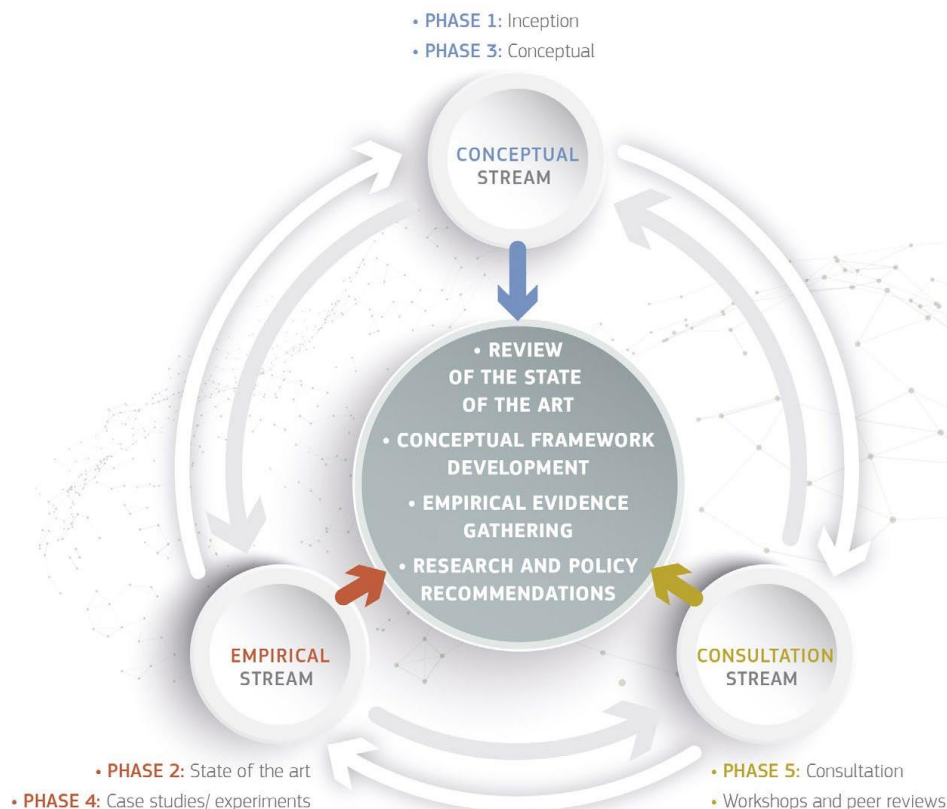 • PHASE 1: Inception
• PHASE 3: Conceptual
CONCEPTUAL
STREAM
• REVIEW
OF THE STATE
OF THE ART
• CONCEPTUAL FRAMEWORK
DEVELOPMENT
• EMPIRICAL EVIDENCE
GATHERING
• RESEARCH AND POLICY
RECOMMENDATIONS
EMPIRICAL
STREAM
CONSULTATION
STREAM
• PHASE 2: State of the art
• PHASE 4: Case studies/ experiments
• PHASE 5: Consultation
• Workshops and peer reviews